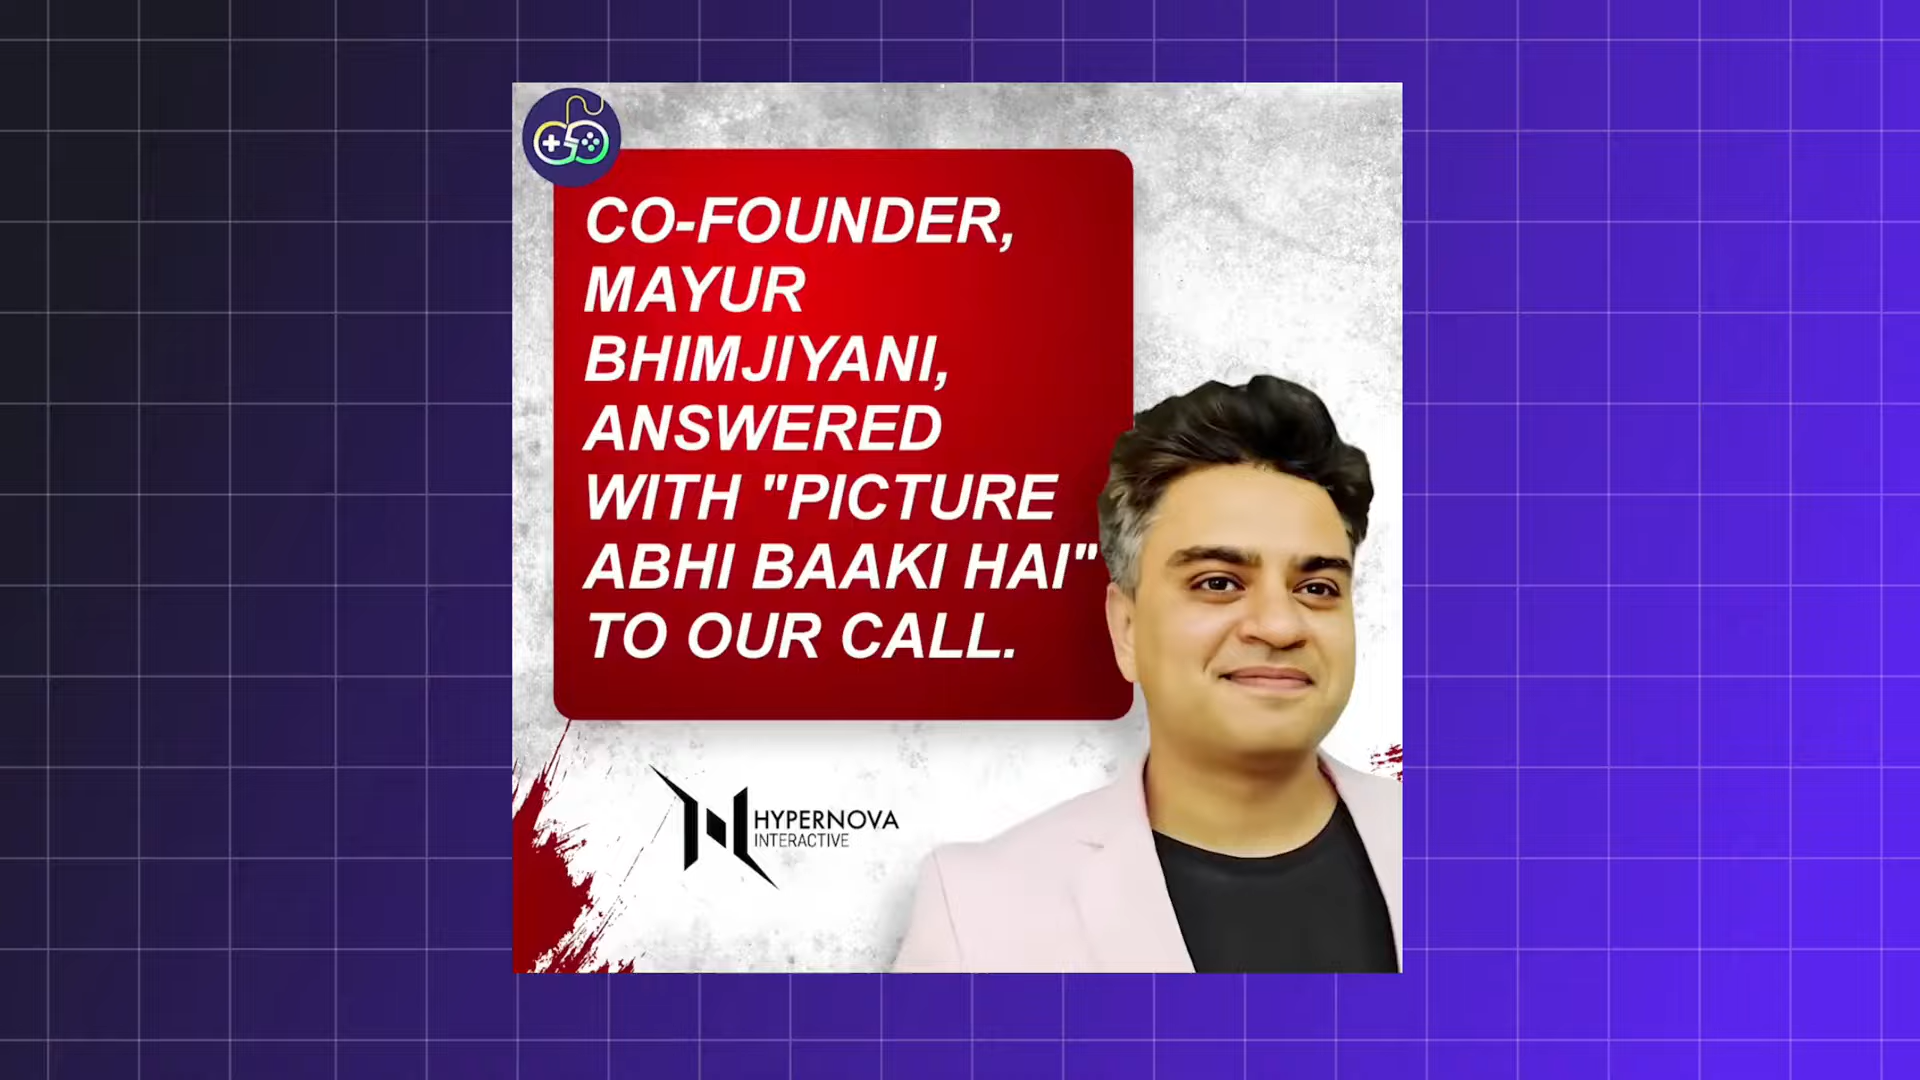 CO-FOUNDER,
MAYUR
BHIMJIYANI,
ANSWERED
WITH "PICTURE
ABHI BAAKI HAI"
TO OUR CALL.
HYPERNOVA
INTERACTIVE